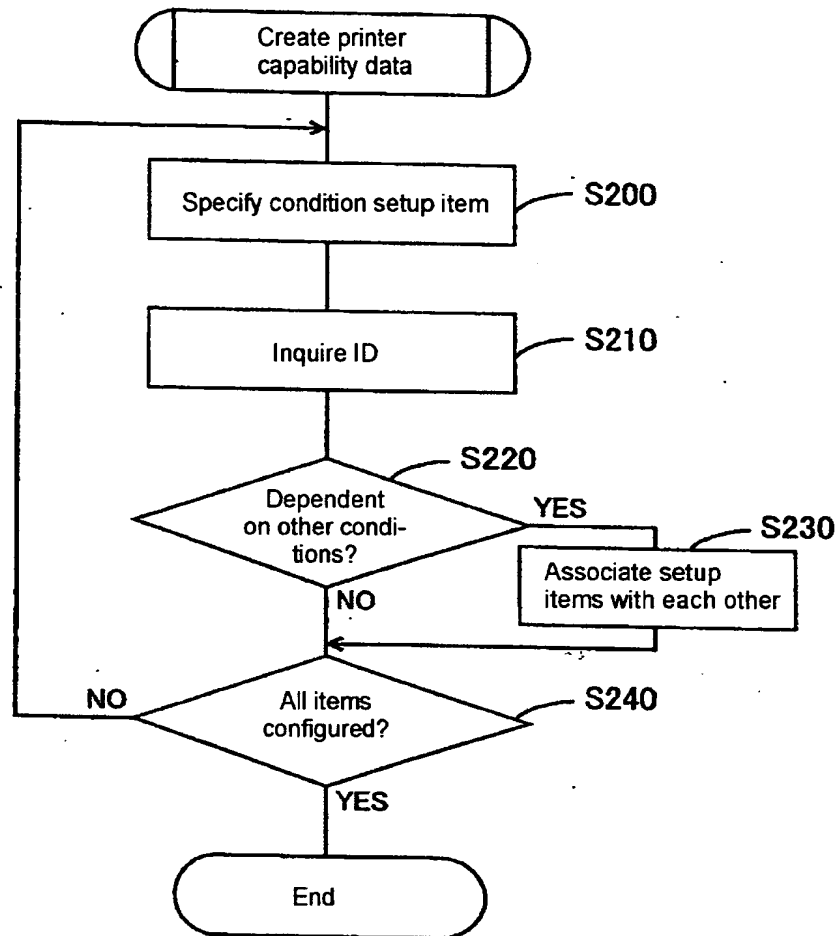 Create printer
capability data
Specify condition setup item
S200
Inquire ID
S210
S220
Dependent
on other condi-
tions?
YES
S230
Associate setup
items with each other
NO
NO
All items
configured?
S240
YES
End